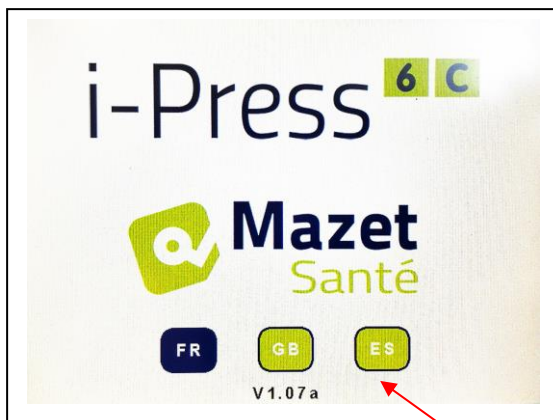 i-Press 6 C
Mazet
Santé
FR GB ES
V1.07a